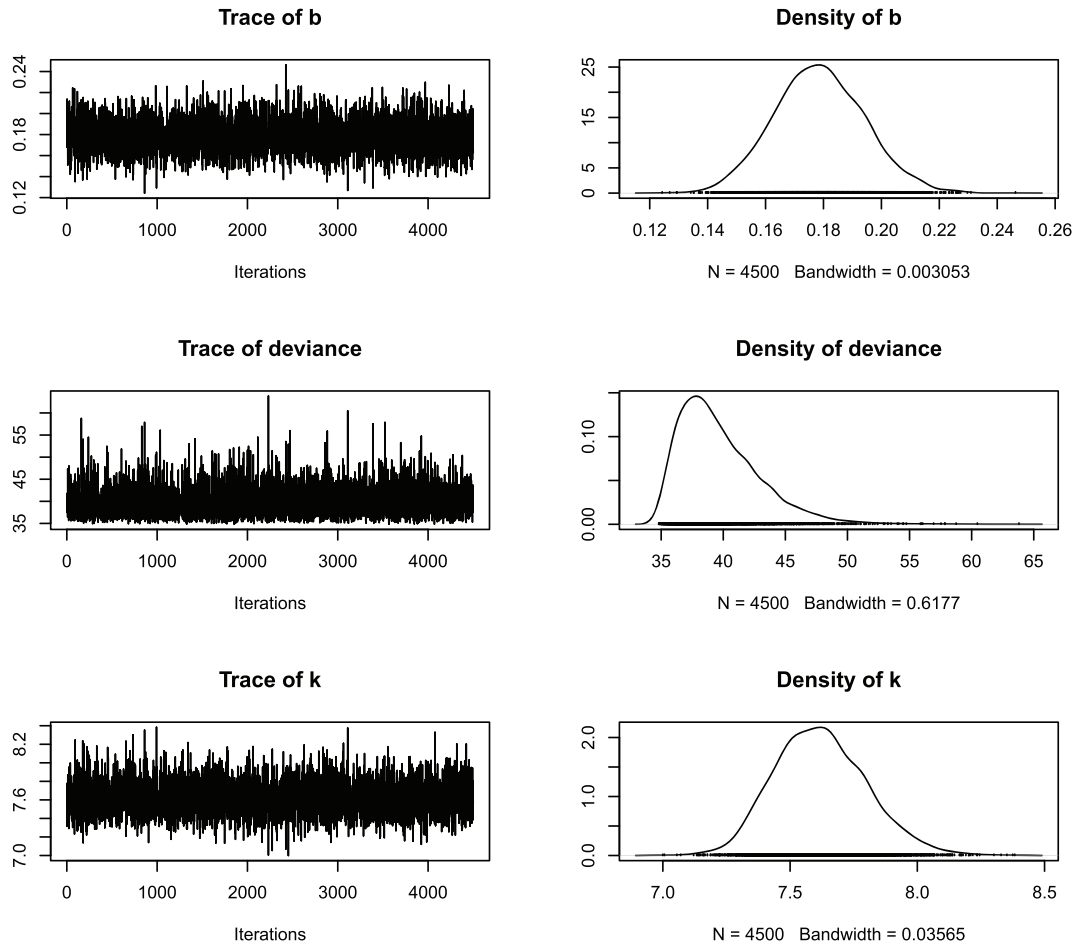 Trace of b
Density of b
0.12 0.18 0.24
0 1000 2000 3000 4000
Iterations
0 5 15 25
0.12 0.14 0.16 0.18 0.20 0.22 0.24 0.26
N = 4500 Bandwidth = 0.003053
Trace of deviance
Density of deviance
35 45 55
0 1000 2000 3000 4000
Iterations
0.00 0.10
35 40 45 50 55 60 65
N = 4500 Bandwidth = 0.6177
Trace of k
Density of k
7.0 7.6 8.2
0 1000 2000 3000 4000
Iterations
0.0 1.0 2.0
7.0 7.5 8.0 8.5
N = 4500 Bandwidth = 0.03565